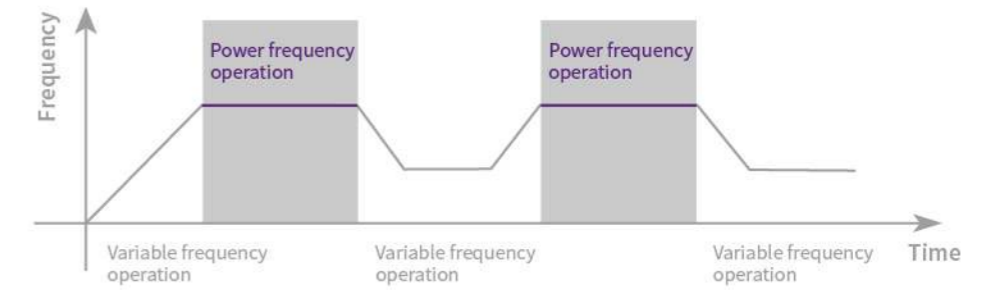 Frequency
Power frequency
operation
Power frequency
operation
Variable frequency
operation
Variable frequency
operation
Variable frequency
operation
Time